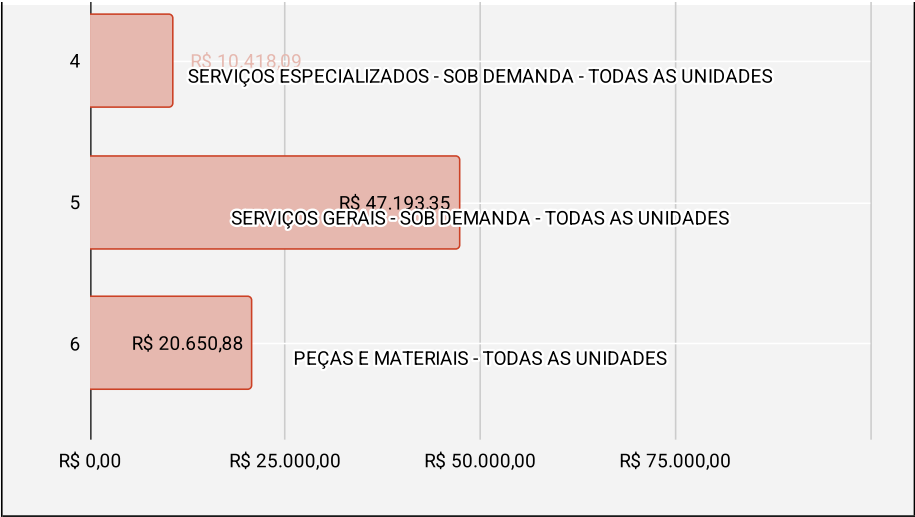 4
R$ 10.418,09
SERVIÇOS ESPECIALIZADOS - SOB DEMANDA - TODAS AS UNIDADES
5
R$ 47.193,35
SERVIÇOS GERAIS - SOB DEMANDA - TODAS AS UNIDADES
6
R$ 20.650,88
PEÇAS E MATERIAIS - TODAS AS UNIDADES
R$ 0,00
R$ 25.000,00
R$ 50.000,00
R$ 75.000,00